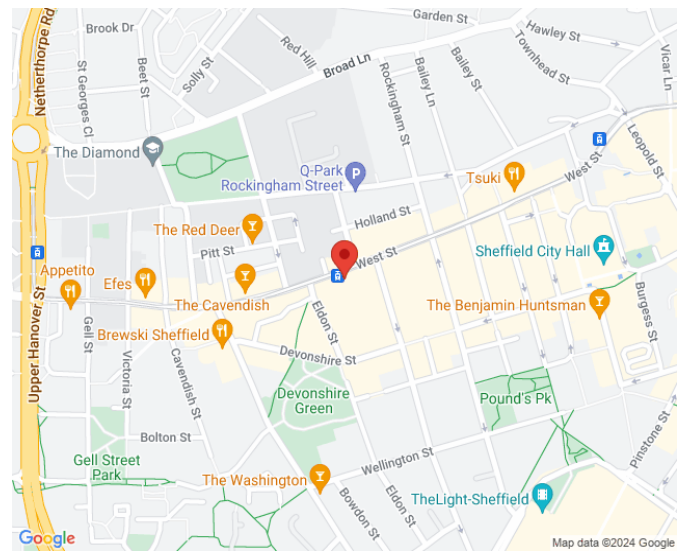 Garden St
Hawley St
Netherthorpe Rd
Brook Dr
Solly St
Red Hill
Broad Ln
Townhead St
Vicar Ln
St Georges Cl
Beet St
Rockingham St
Bailey Ln
Bailey St
Leopold St
The Diamond
Q-Park
Rockingham Street
P
Tsuki
West St
Holland St
The Red Deer
Pitt St
West St
Sheffield City Hall
Appetito
Efes
The Cavendish
Eldon St
The Benjamin Huntsman
Burgess St
Upper Hanover St
Gell St
Victoria St
Cavendish St
Brewski Sheffield
Devonshire St
Devonshire
Green
Pound's Pk
Pinstone St
Bolton St
Gell Street
Park
Wellington St
The Washington
Bowdon St
Eldon St
TheLight-Sheffield
Google
Map data ©2024 Google